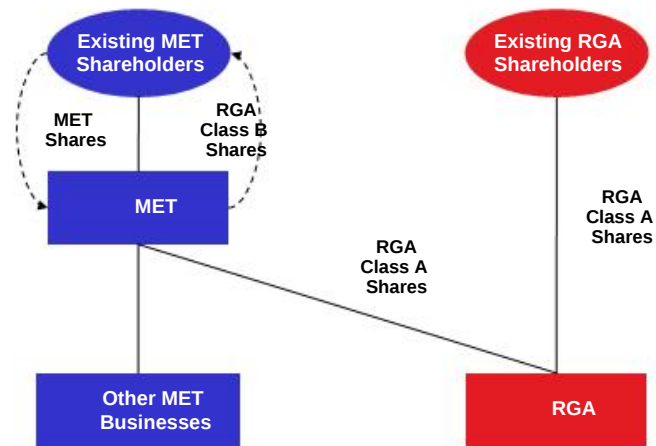 Existing MET
Shareholders
Existing RGA
Shareholders
MET
Shares
RGA
Class B
Shares
MET
RGA
Class A
Shares
RGA
Class A
Shares
Other MET
Businesses
RGA